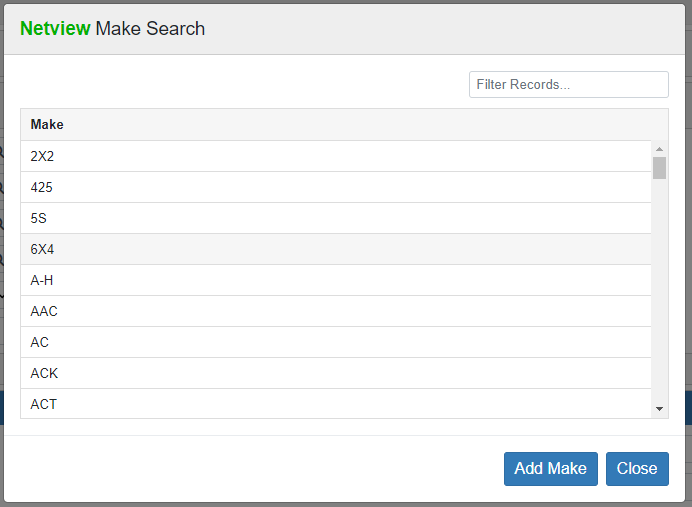 Netview Make Search
Filter Records...
Make
2X2
425
5S
6X4
A-H
AAC
AC
ACK
ACT
Add Make
Close